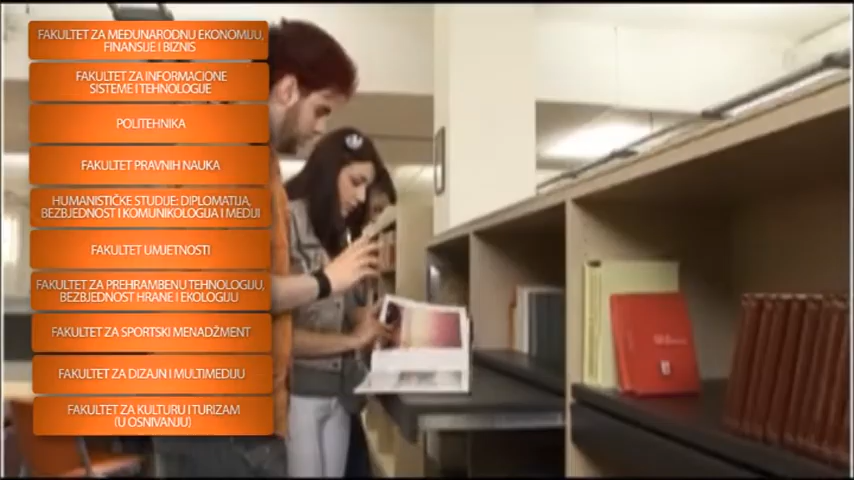 FAKULTET ZA MEĐUNARODNU EKONOMIJU,
FINANSIJE I BIZNIS
FAKULTET ZA INFORMACIONE
SISTEME I TEHNOLOGIJE
POLITEHNIKA
FAKULTET PRAVNIH NAUKA
HUMANISTIČKE STUDIJE: DIPLOMATIJA,
BEZBJEDNOST I KOMUNIKOLOGIJA I MEDIJI
FAKULTET UMJETNOSTI
FAKULTET ZA PREHRAMBENU TEHNOLOGIJU,
BEZBJEDNOST HRANE I EKOLOGIJU
FAKULTET ZA SPORTSKI MENADŽMENT
FAKULTET ZA DIZAJN I MULTIMEDIJU
FAKULTET ZA KULTURU I TURIZAM
(U OSNIVANJU)